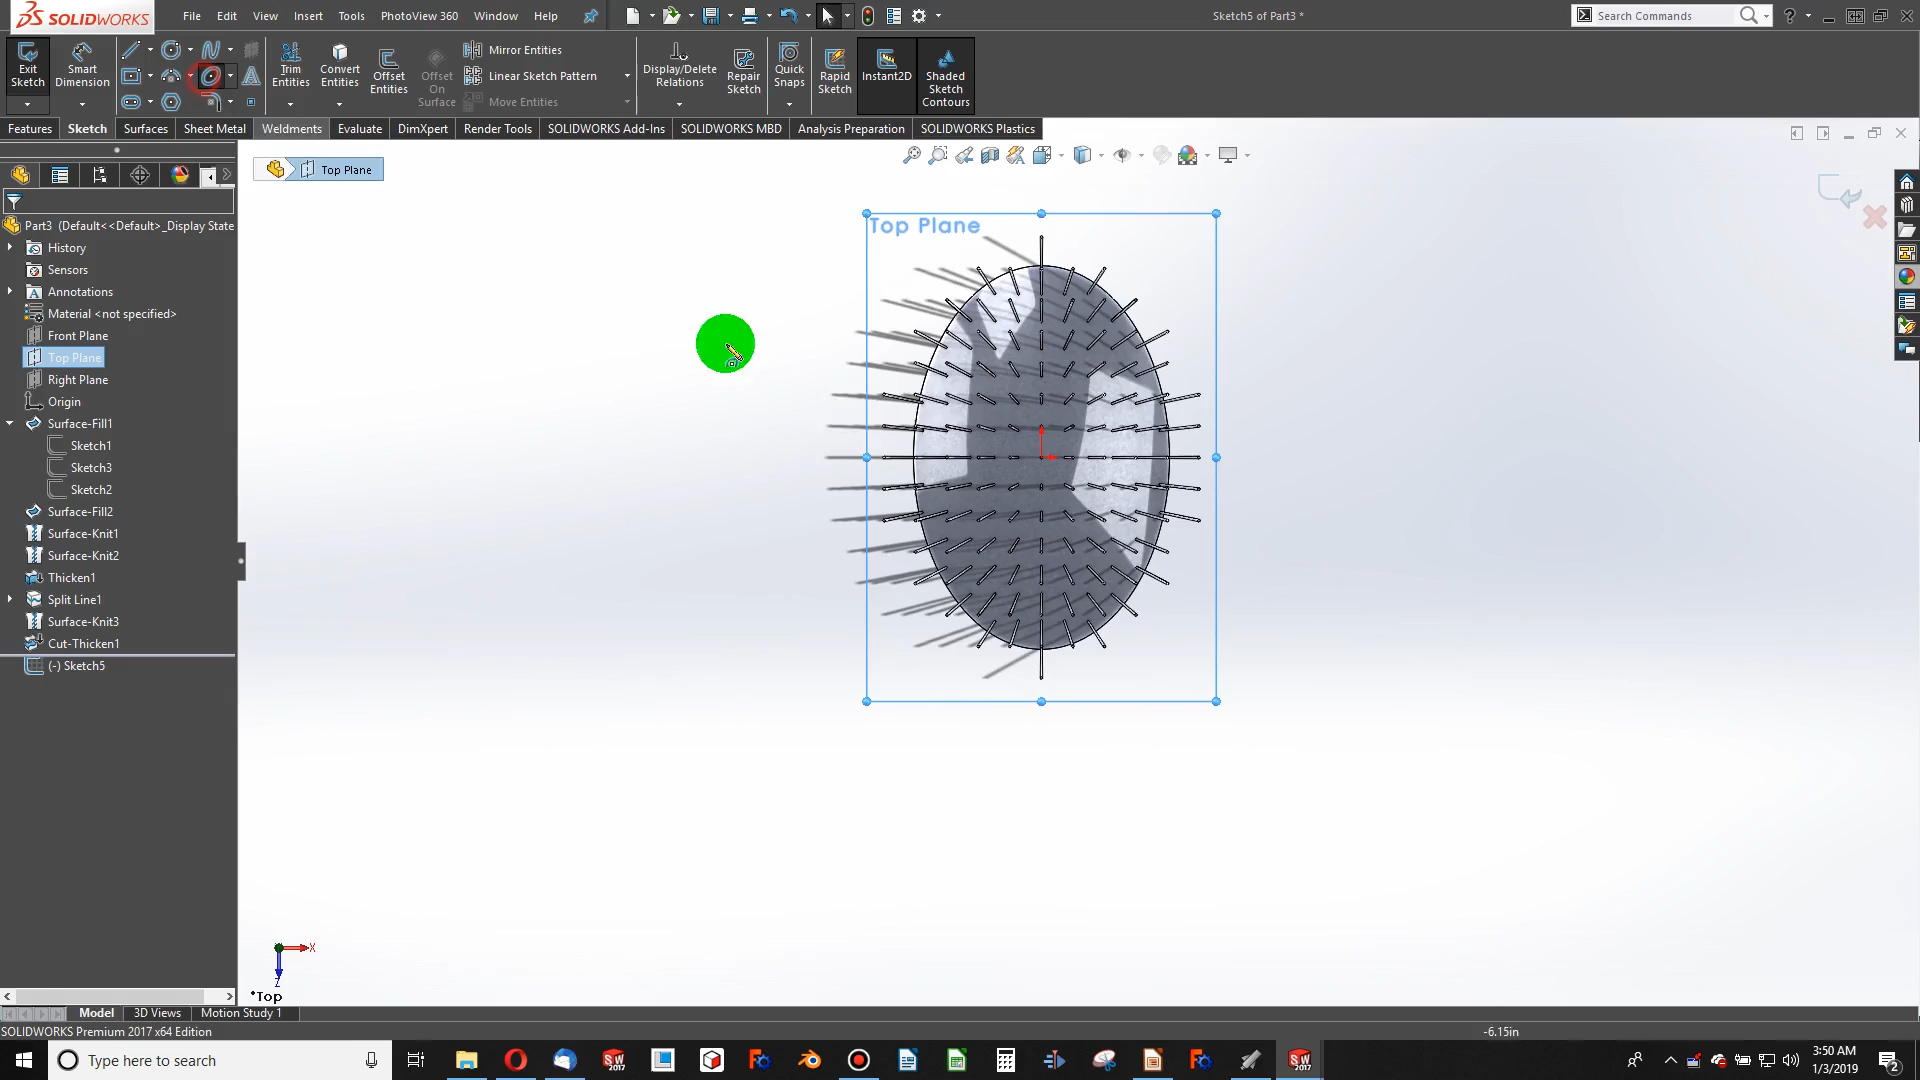 SOLIDWORKS
File Edit View Insert Tools PhotoView 360 Window Help
Sketch5 of Part3 *
Search Commands
Exit Sketch
Smart Dimension
Trim Entities
Convert Entities
Offset Entities
Offset On Surface
Mirror Entities
Linear Sketch Pattern
Move Entities
Display/Delete Relations
Repair Sketch
Quick Snaps
Rapid Sketch
Instant2D
Shaded Sketch Contours
Features Sketch Surfaces Sheet Metal Weldments Evaluate DimXpert Render Tools SOLIDWORKS Add-Ins SOLIDWORKS MBD Analysis Preparation SOLIDWORKS Plastics
Top Plane
Top Plane
Part3 (Default<<Default>_Display State
History
Sensors
Annotations
Material <not specified>
Front Plane
Top Plane
Right Plane
Origin
Surface-Fill1
Sketch1
Sketch3
Sketch2
Surface-Fill2
Surface-Knit1
Surface-Knit2
Thicken1
Split Line1
Surface-Knit3
Cut-Thicken1
(-) Sketch5
X
Z
*Top
Model 3D Views Motion Study 1
SOLIDWORKS Premium 2017 x64 Edition
-6.15in
Type here to search
3:50 AM
1/3/2019
2